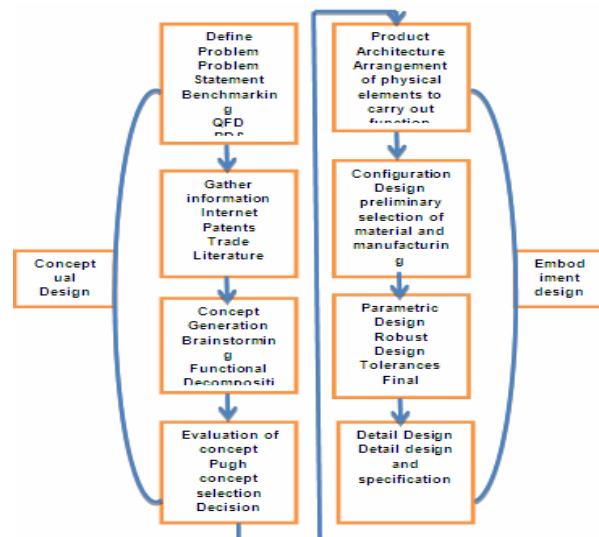 Define
Problem
Problem
Statement
Benchmarkin
g
QFD
Gather
information
Internet
Patents
Trade
Literature
Concept
Generation
Brainstormin
g
Functional
Decompositi
Evaluation of
concept
Pugh
concept
selection
Decision
Concept
ual
Design
Product
Architecture
Arrangement
of physical
elements to
carry out
function
Configuration
Design
preliminary
selection of
material and
manufacturin
g
Parametric
Design
Robust
Design
Tolerances
Final
Detail Design
Detail design
and
specification
Embod
iment
design